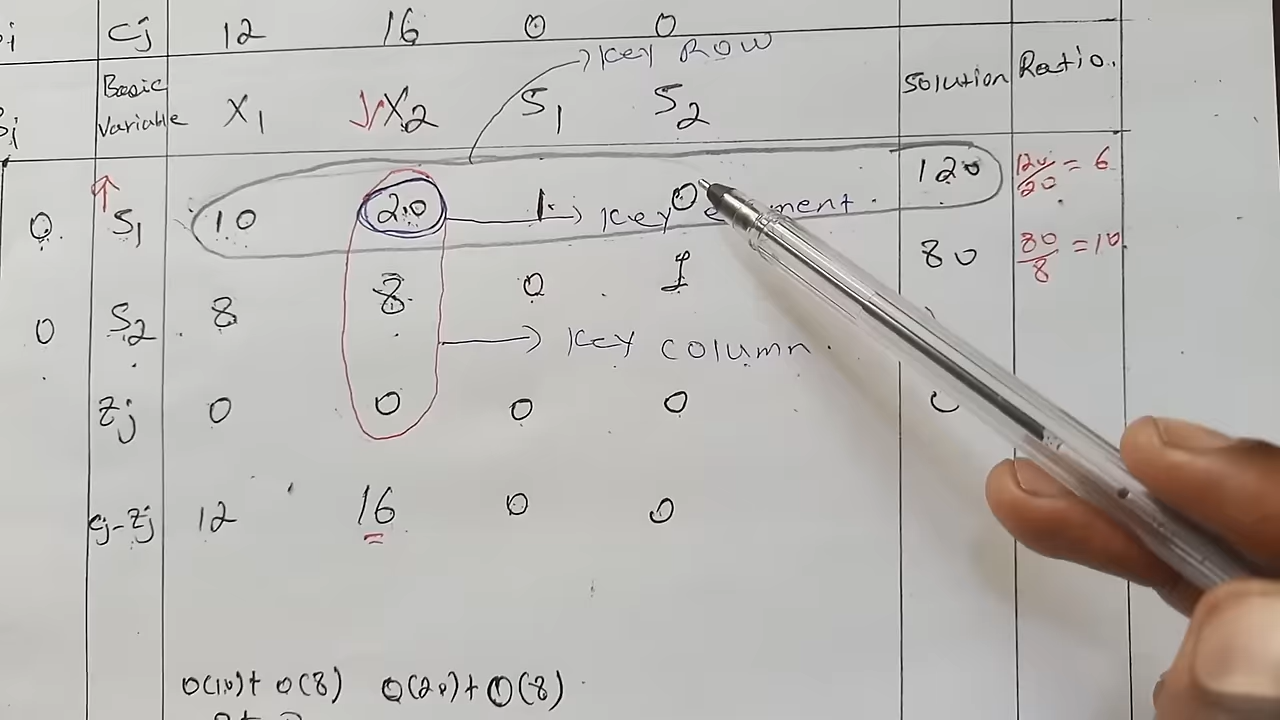 Cj 12 16 0 0
Key Row
Basic Variable X1 X2 S1 S2 Solution Ratio.
0 S1 10 20 1 0 120 120/20 = 6
Key element.
0 S2 8 8 0 1 80 80/8 = 10
Key column.
Zj 0 0 0 0
Cj-Zj 12 16 0 0
0(10)+ 0(8) 0(20)+0(8)